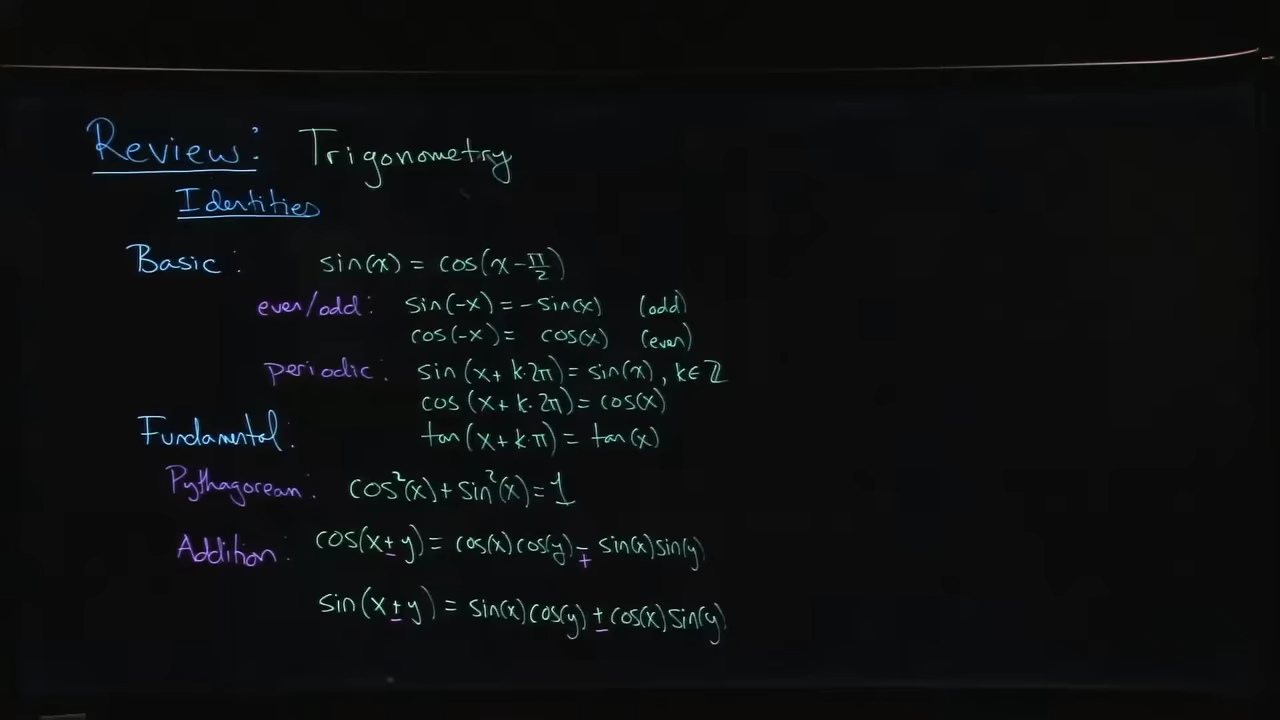 Review: Trigonometry
Identities
Basic: sin(x) = cos(x - π/2)
even/odd: sin(-x) = - sin(x) (odd)
cos(-x) = cos(x) (even)
periodic: sin(x + k·2π) = sin(x), k ∈ ℤ
cos(x + k·2π) = cos(x)
Fundamental: tan(x + k·π) = tan(x)
Pythagorean: cos²(x) + sin²(x) = 1
Addition: cos(x ± y) = cos(x) cos(y) ∓ sin(x) sin(y)
sin(x ± y) = sin(x) cos(y) ± cos(x) sin(y)